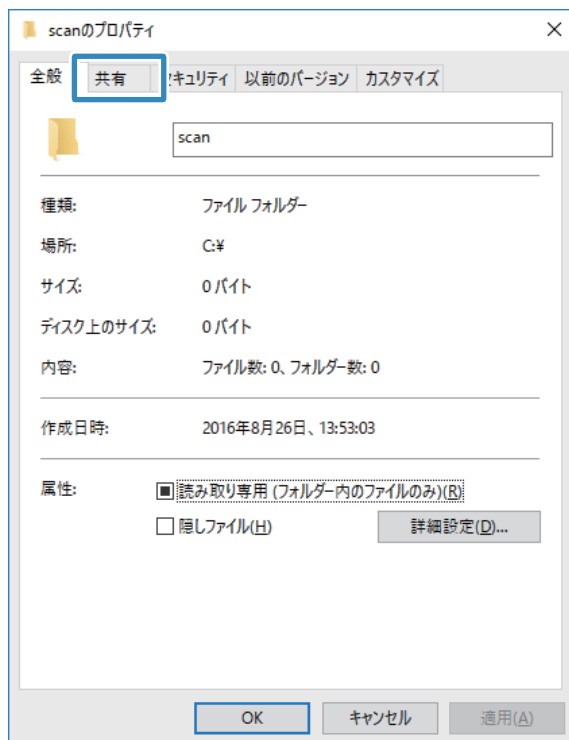 scanのプロパティ
全般 共有 キュリティ 以前のバージョン カスタマイズ
scan
種類: ファイル フォルダー
場所: C:¥
サイズ: 0 バイト
ディスク上のサイズ: 0 バイト
内容: ファイル数: 0、フォルダー数: 0
作成日時: 2016年8月26日、13:53:03
属性: 読み取り専用 (フォルダー内のファイルのみ)(R)
隠しファイル(H) 詳細設定(D)...
OK キャンセル 適用(A)